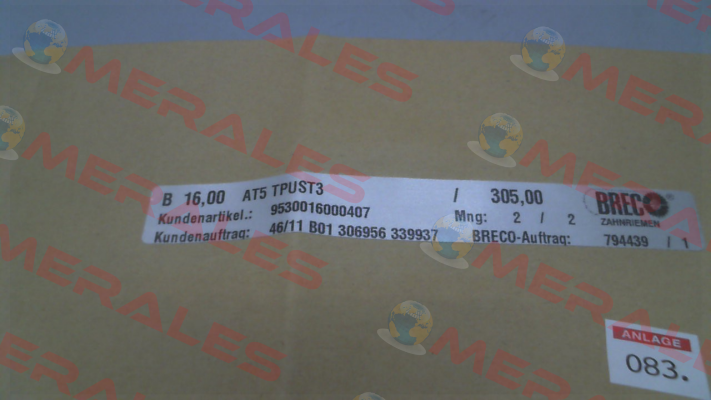 B 16,00 AT5 TPUST3 / 305,00 BRECO
ZAHNRIEMEN
Kundenartikel.: 9530016000407 Mng: 2 / 2
Kundenauftrag: 46/11 B01 306956 339937 BRECO-Auftrag: 794439 / 1
ANLAGE
083.
MERALES
MERALES
MERALES
MERALES
MERALES
MERALES